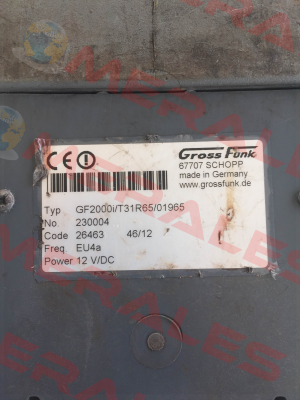 Gross Funk
67707 SCHOPP
made in Germany
www.grossfunk.de
Typ GF2000i/T31R65/01965
No 230004
Code 26463 46/12
Freq EU4a
Power 12 V/DC